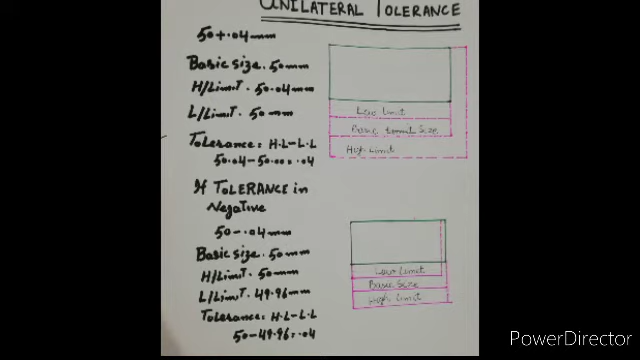 UNILATERAL TOLERANCE
50+.04mm
Basic size. 50mm
H/Limit. 50.04mm
L/Limit. 50mm
Tolerance: H.L-L.L
50.04-50.00=.04
Low limit
Basic Size
High Limit
If TOLERANCE in
Negative
50-.04mm
Basic size. 50mm
H/Limit. 50mm
L/Limit. 49.96mm
Tolerance: H.L-L.L
50-49.96=.04
Low Limit
Basic Size
High Limit
PowerDirector